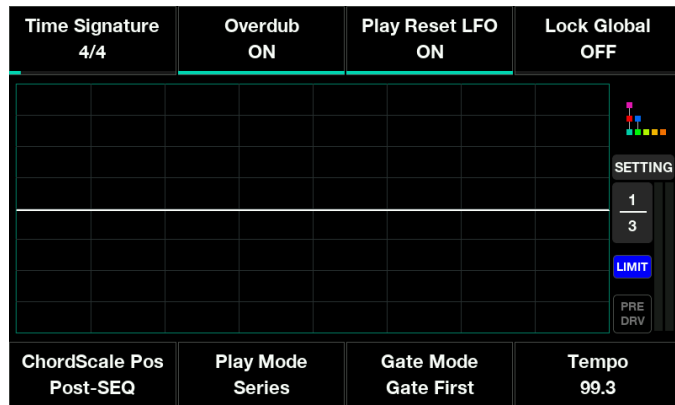 Time Signature Overdub Play Reset LFO Lock Global
4/4 ON ON OFF
SETTING
1
3
LIMIT
PRE
DRV
ChordScale Pos Play Mode Gate Mode Tempo
Post-SEQ Series Gate First 99.3